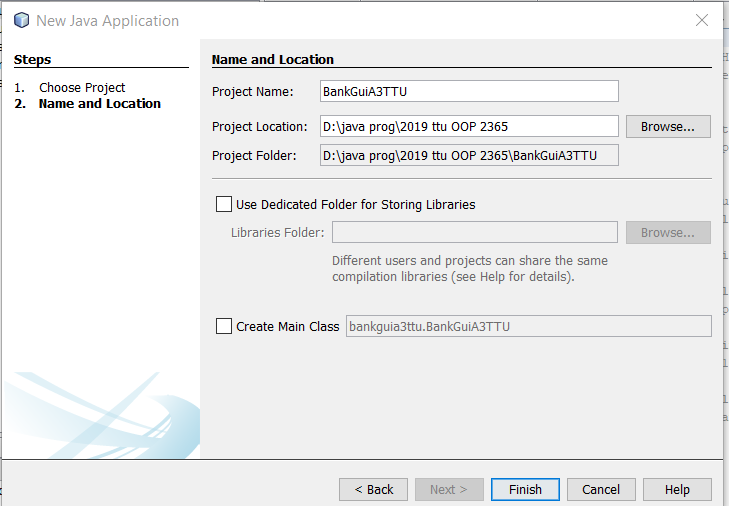 New Java Application
Steps
1. Choose Project
2. Name and Location
Name and Location
Project Name: BankGuiA3TTU
Project Location: D:\java prog\2019 ttu OOP 2365 Browse...
Project Folder: D:\java prog\2019 ttu OOP 2365\BankGuiA3TTU
Use Dedicated Folder for Storing Libraries
Libraries Folder: Browse...
Different users and projects can share the same
compilation libraries (see Help for details).
Create Main Class bankguia3ttu.BankGuiA3TTU
< Back Next > Finish Cancel Help